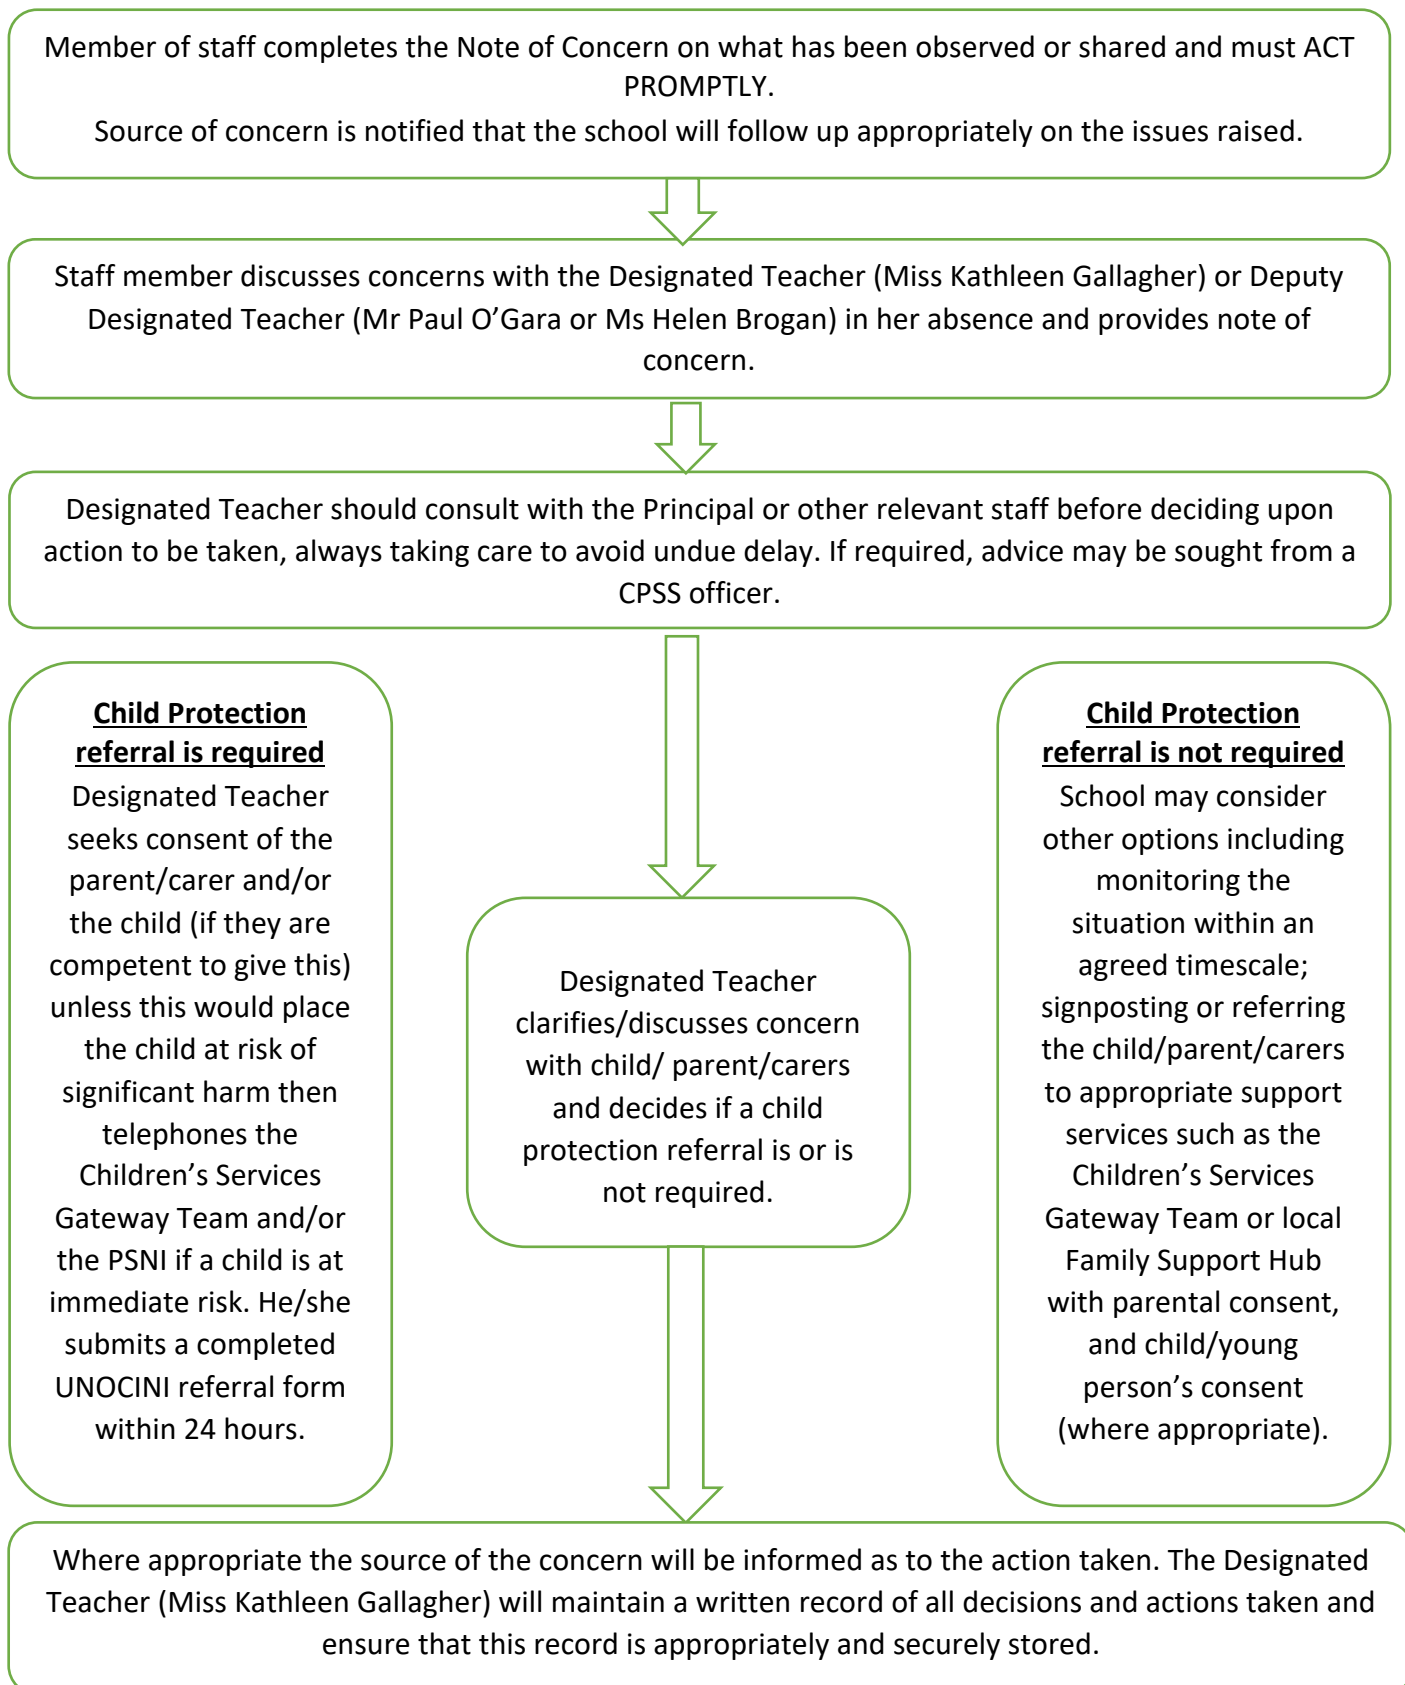 Member of staff completes the Note of Concern on what has been observed or shared and must ACT
PROMPTLY.
Source of concern is notified that the school will follow up appropriately on the issues raised.
Staff member discusses concerns with the Designated Teacher (Miss Kathleen Gallagher) or Deputy
Designated Teacher (Mr Paul O’Gara or Ms Helen Brogan) in her absence and provides note of
concern.
Designated Teacher should consult with the Principal or other relevant staff before deciding upon
action to be taken, always taking care to avoid undue delay. If required, advice may be sought from a
CPSS officer.
Child Protection
referral is required
Designated Teacher
seeks consent of the
parent/carer and/or
the child (if they are
competent to give this)
unless this would place
the child at risk of
significant harm then
telephones the
Children’s Services
Gateway Team and/or
the PSNI if a child is at
immediate risk. He/she
submits a completed
UNOCINI referral form
within 24 hours.
Designated Teacher
clarifies/discusses concern
with child/ parent/carers
and decides if a child
protection referral is or is
not required.
Child Protection
referral is not required
School may consider
other options including
monitoring the
situation within an
agreed timescale;
signposting or referring
the child/parent/carers
to appropriate support
services such as the
Children’s Services
Gateway Team or local
Family Support Hub
with parental consent,
and child/young
person’s consent
(where appropriate).
Where appropriate the source of the concern will be informed as to the action taken. The Designated
Teacher (Miss Kathleen Gallagher) will maintain a written record of all decisions and actions taken and
ensure that this record is appropriately and securely stored.